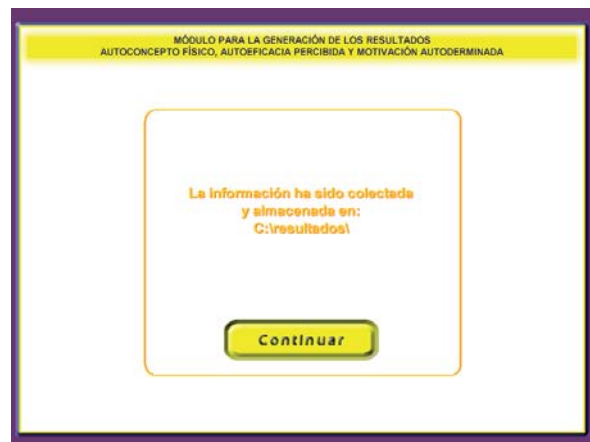 MÓDULO PARA LA GENERACIÓN DE LOS RESULTADOS
AUTOCONCEPTO FÍSICO, AUTOEFICACIA PERCIBIDA Y MOTIVACIÓN AUTODERMINADA
La información ha sido colectada
y almacenada en:
C:\resultados\
Continuar